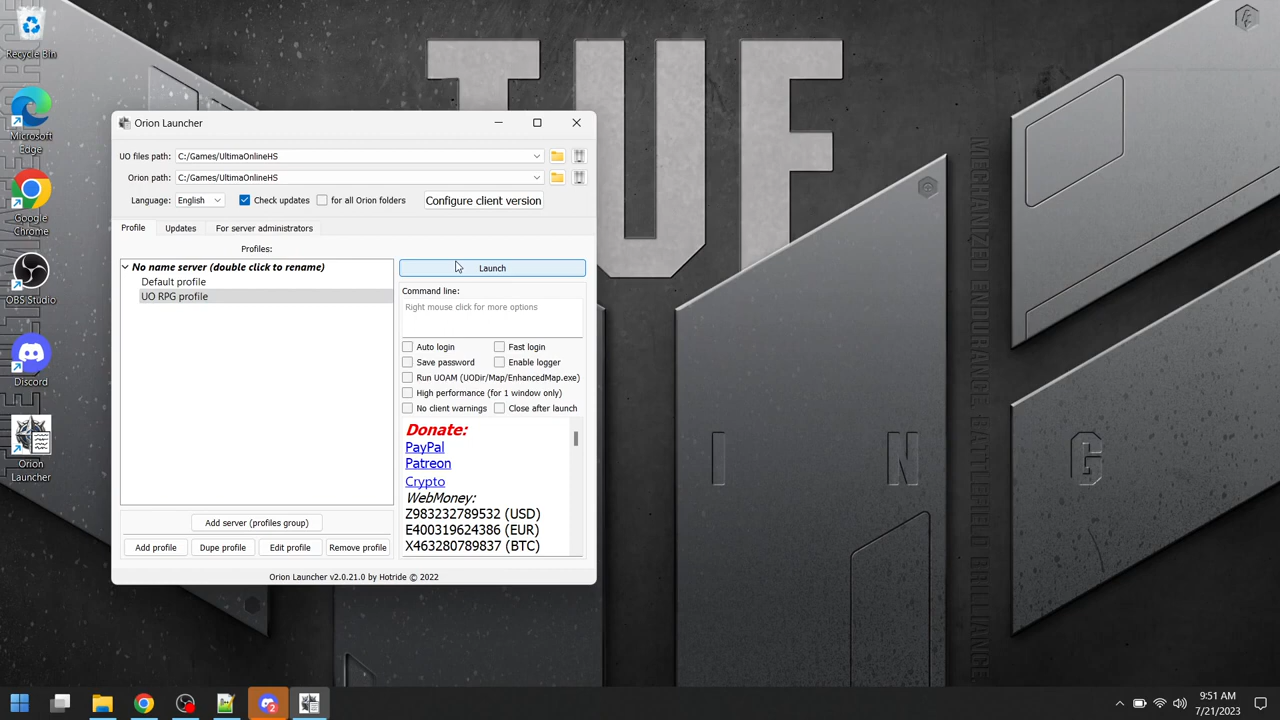 TUF
Recycle Bin
Microsoft
Edge
Google
Chrome
OBS Studio
Discord
Orion
Launcher
Orion Launcher
UO files path: C:/Games/UltimaOnlineHS
Orion path: C:/Games/UltimaOnlineHS
Language: English Check updates for all Orion folders Configure client version
Profile Updates For server administrators
Profiles:
No name server (double click to rename)
Default profile
UO RPG profile
Launch
Command line:
Right mouse click for more options
Auto login Fast login
Save password Enable logger
Run UOAM (UODir/Map/EnhancedMap.exe)
High performance (for 1 window only)
No client warnings Close after launch
Donate:
PayPal
Patreon
Crypto
WebMoney:
Z983232789532 (USD)
E400319624386 (EUR)
X463280789837 (BTC)
Add server (profiles group)
Add profile Dupe profile Edit profile Remove profile
Orion Launcher v2.0.21.0 by Hotride © 2022
I N G
MECHANIZED ENDURANCE, BATTLEFIELD BRILLIANCE
2
9:51 AM
7/21/2023